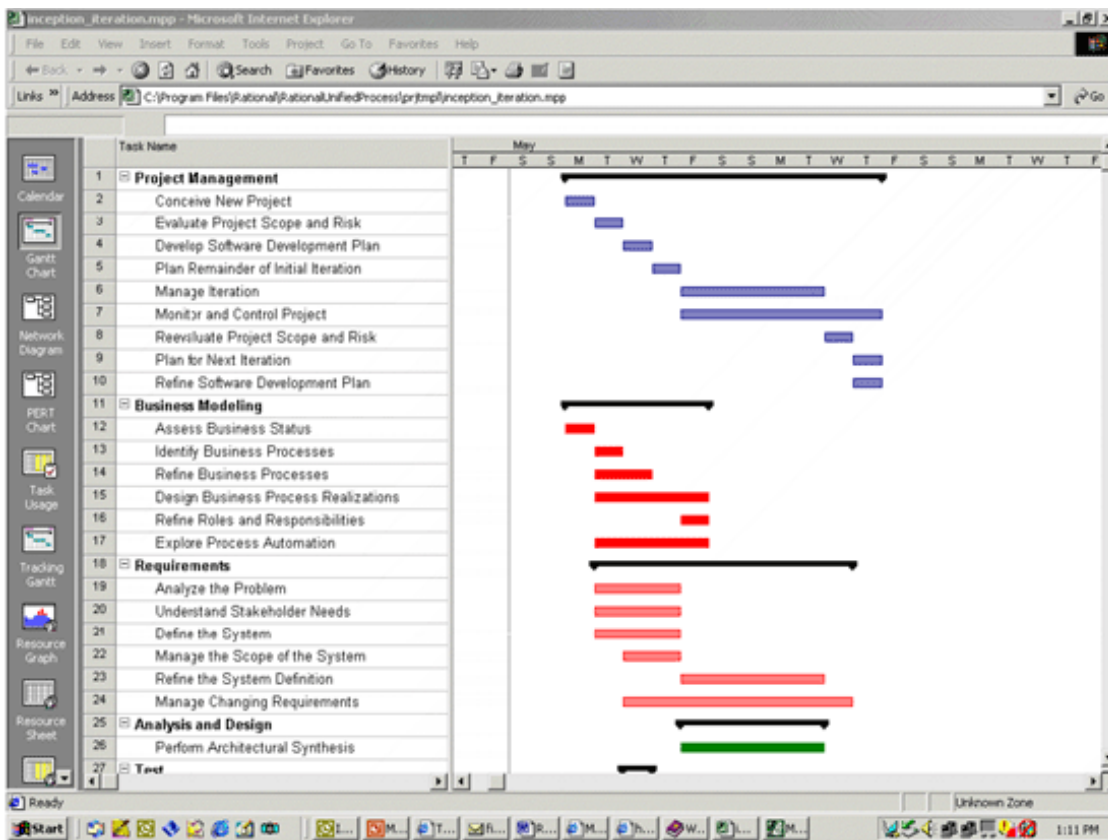 inception_iteration.mpp - Microsoft Internet Explorer
File Edit View Insert Format Tools Project Go To Favorites Help
Back Search Favorites History
Links » Address C:\Program Files\Rational\RationalUnifiedProcess\prjtmpl\inception_iteration.mpp Go
Task Name May
T F S S M T W T F S S M T W T F S S M T W T F
1 Project Management
2 Conceive New Project
3 Evaluate Project Scope and Risk
4 Develop Software Development Plan
5 Plan Remainder of Initial Iteration
6 Manage Iteration
7 Monitor and Control Project
8 Reevaluate Project Scope and Risk
9 Plan for Next Iteration
10 Refine Software Development Plan
11 Business Modeling
12 Assess Business Status
13 Identify Business Processes
14 Refine Business Processes
15 Design Business Process Realizations
16 Refine Roles and Responsibilities
17 Explore Process Automation
18 Requirements
19 Analyze the Problem
20 Understand Stakeholder Needs
21 Define the System
22 Manage the Scope of the System
23 Refine the System Definition
24 Manage Changing Requirements
25 Analysis and Design
26 Perform Architectural Synthesis
27 Test
Calendar
Gantt
Chart
Network
Diagram
PERT
Chart
Task
Usage
Tracking
Gantt
Resource
Graph
Resource
Sheet
Ready Unknown Zone
Start I... M... T... fi... R... M... h... W... I... M... 1:11 PM